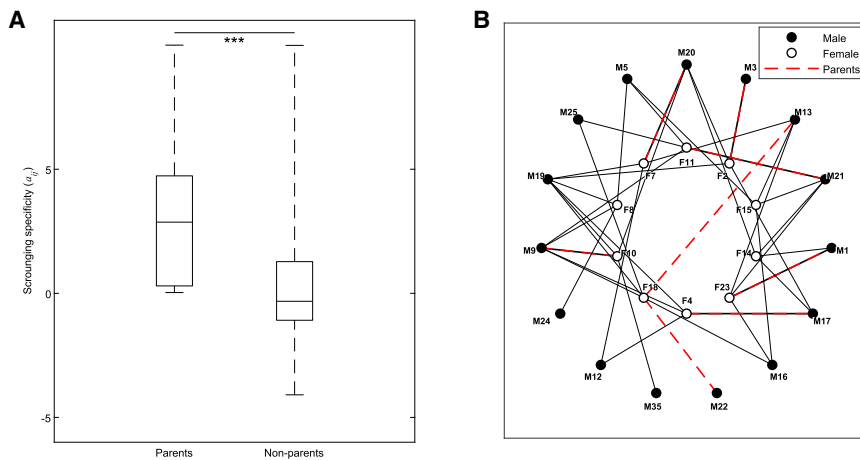 A
***
Scrounging specificity (aij)
5
0
-5
Parents
Non-parents
B
Male
Female
Parents
M20
M5
M3
M25
M13
F11
F7
F2
M19
M21
F8
F15
M9
F10
F14
M1
F18
F23
F4
M24
M17
M12
M16
M35
M22